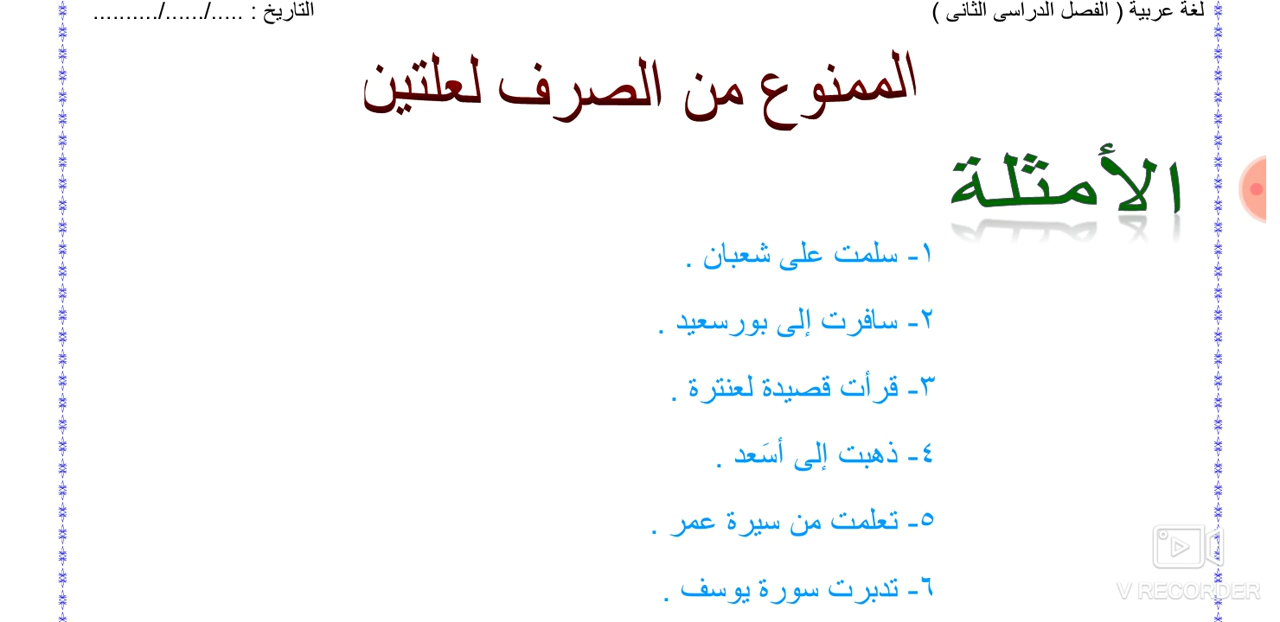 لغة عربية ( الفصل الدراسى الثانى )
التاريخ : ...../....../..........
الممنوع من الصرف لعلتين
الأمثلة
١- سلمت على شعبان .
٢- سافرت إلى بورسعيد .
٣- قرأت قصيدة لعنترة .
٤- ذهبت إلى أسَعد .
٥- تعلمت من سيرة عمر .
٦- تدبرت سورة يوسف .
V RECORDER